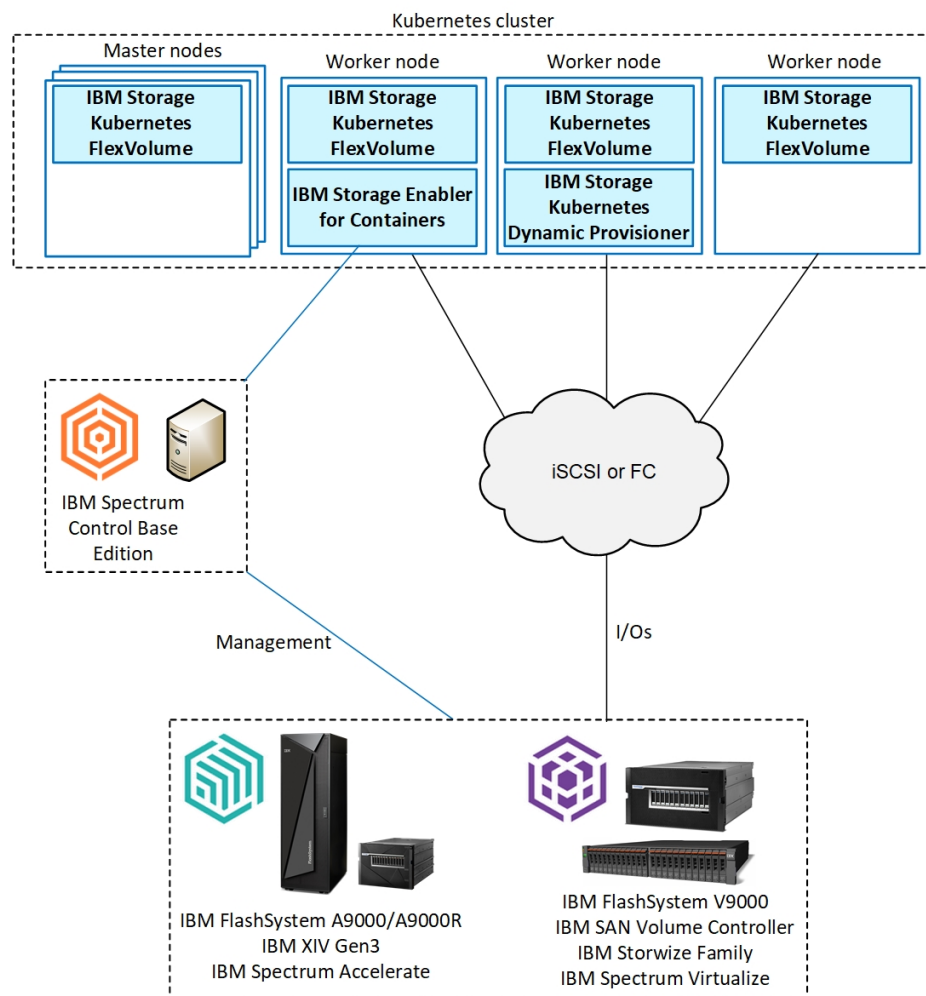 Kubernetes cluster
Master nodes
IBM Storage
Kubernetes
FlexVolume
Worker node
IBM Storage
Kubernetes
FlexVolume
IBM Storage Enabler
for Containers
Worker node
IBM Storage
Kubernetes
FlexVolume
IBM Storage
Kubernetes
Dynamic Provisioner
Worker node
IBM Storage
Kubernetes
FlexVolume
IBM Spectrum
Control Base
Edition
iSCSI or FC
Management
I/Os
IBM FlashSystem A9000/A9000R
IBM XIV Gen3
IBM Spectrum Accelerate
IBM FlashSystem V9000
IBM SAN Volume Controller
IBM Storwize Family
IBM Spectrum Virtualize